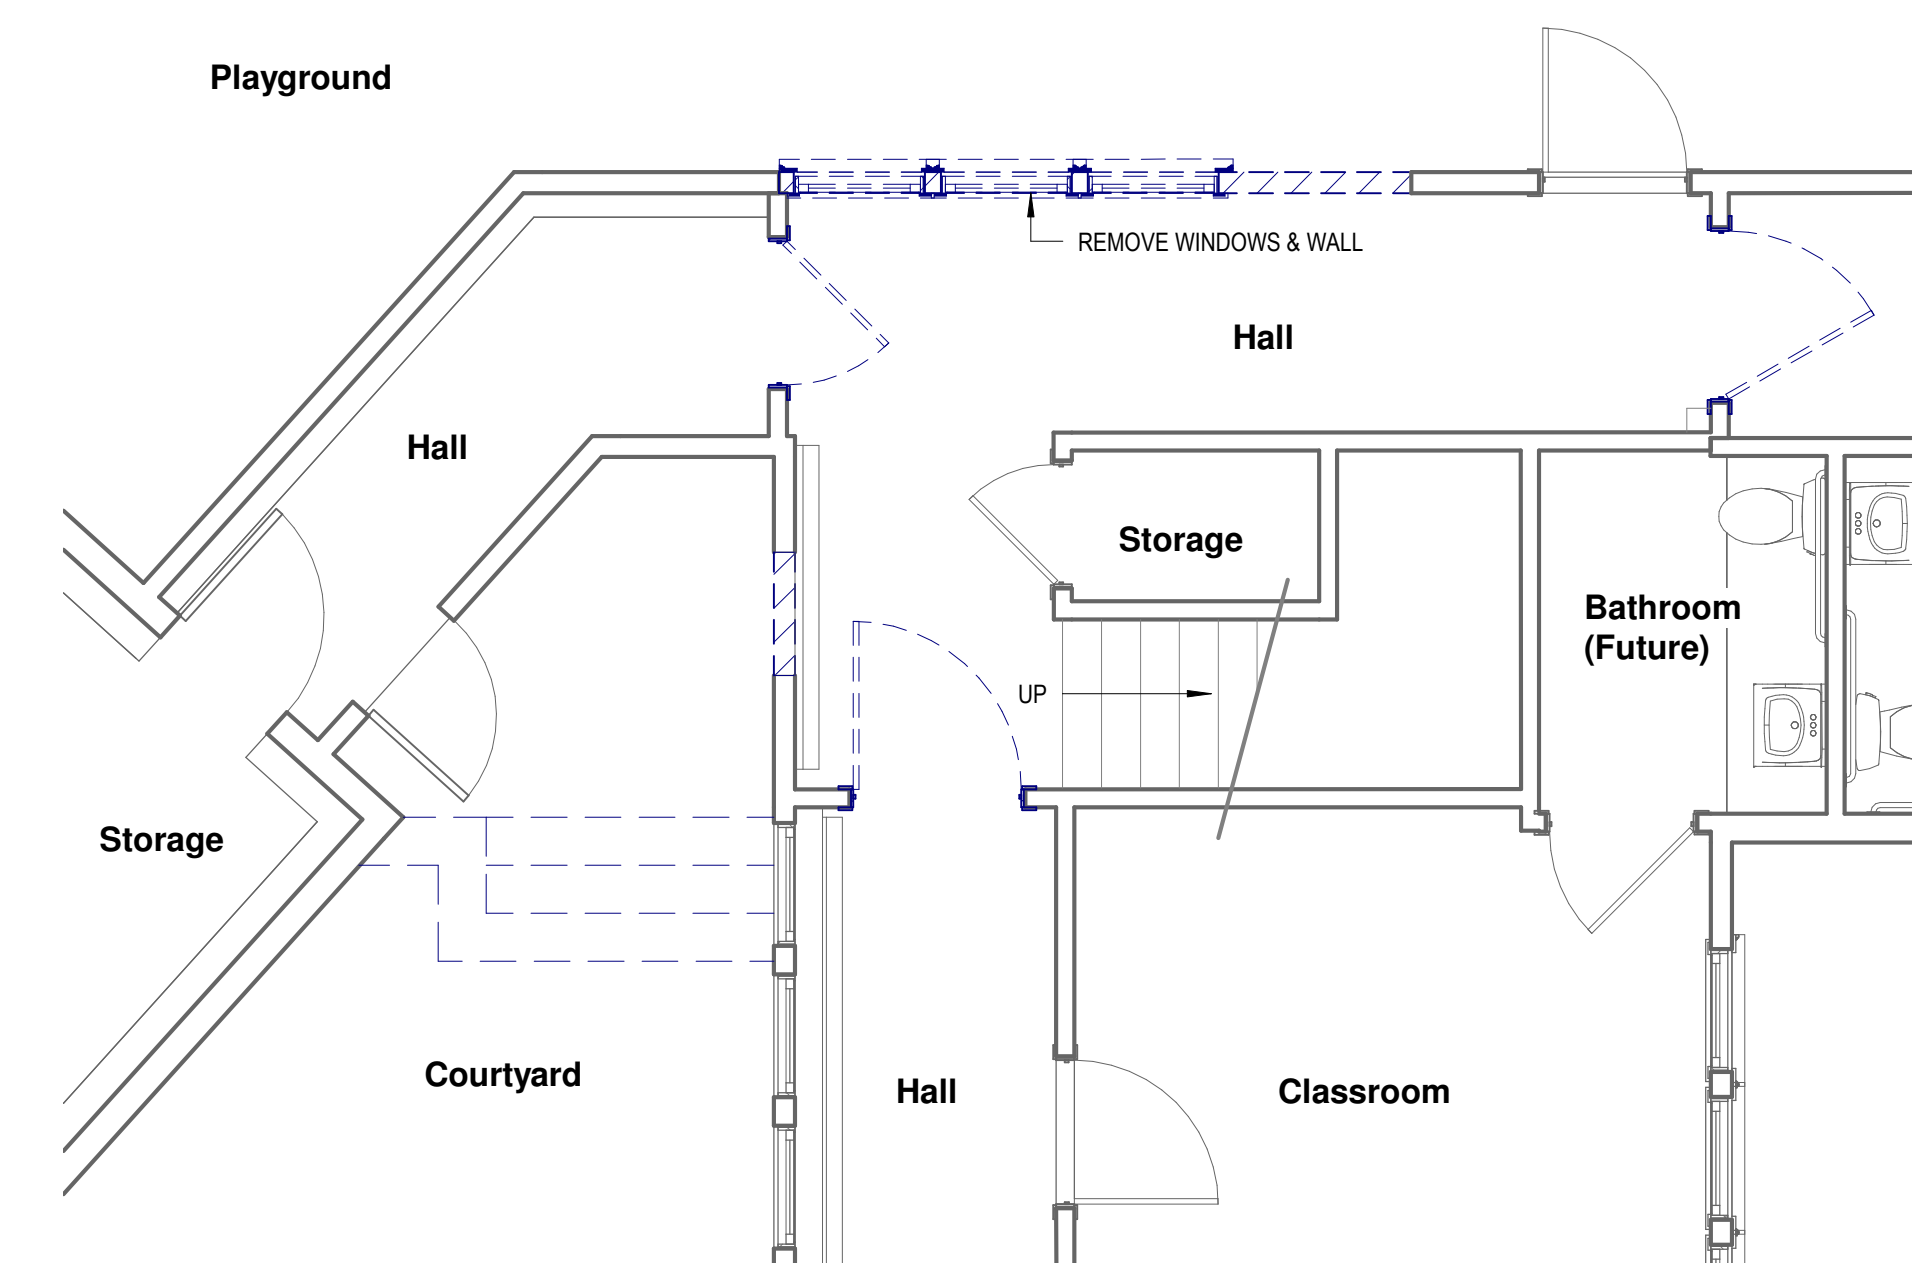 Playground
REMOVE WINDOWS & WALL
Hall
Hall
Storage
Bathroom
(Future)
UP
Storage
Courtyard
Hall
Classroom